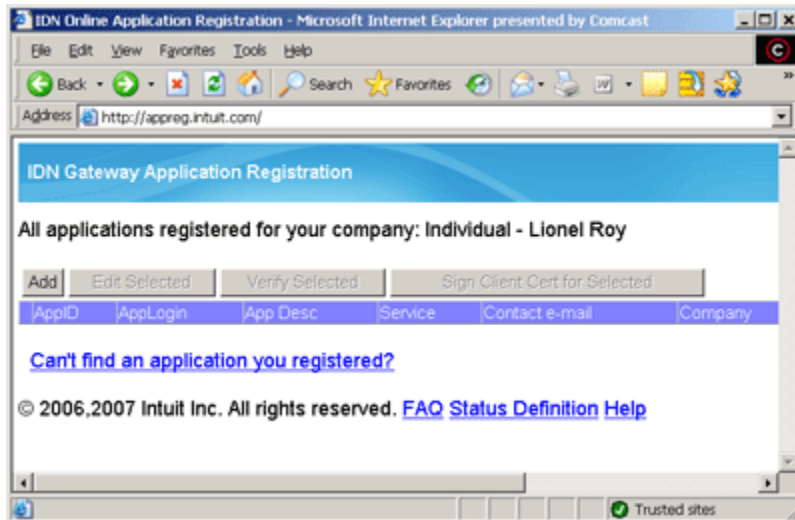 IDN Online Application Registration - Microsoft Internet Explorer presented by Comcast
File Edit View Favorites Tools Help
Back Search Favorites
Address http://appreg.intuit.com/
IDN Gateway Application Registration
All applications registered for your company: Individual - Lionel Roy
Add Edit Selected Verify Selected Sign Client Cert for Selected
AppID AppLogin App Desc Service Contact e-mail Company
Can't find an application you registered?
© 2006,2007 Intuit Inc. All rights reserved. FAQ Status Definition Help
Trusted sites